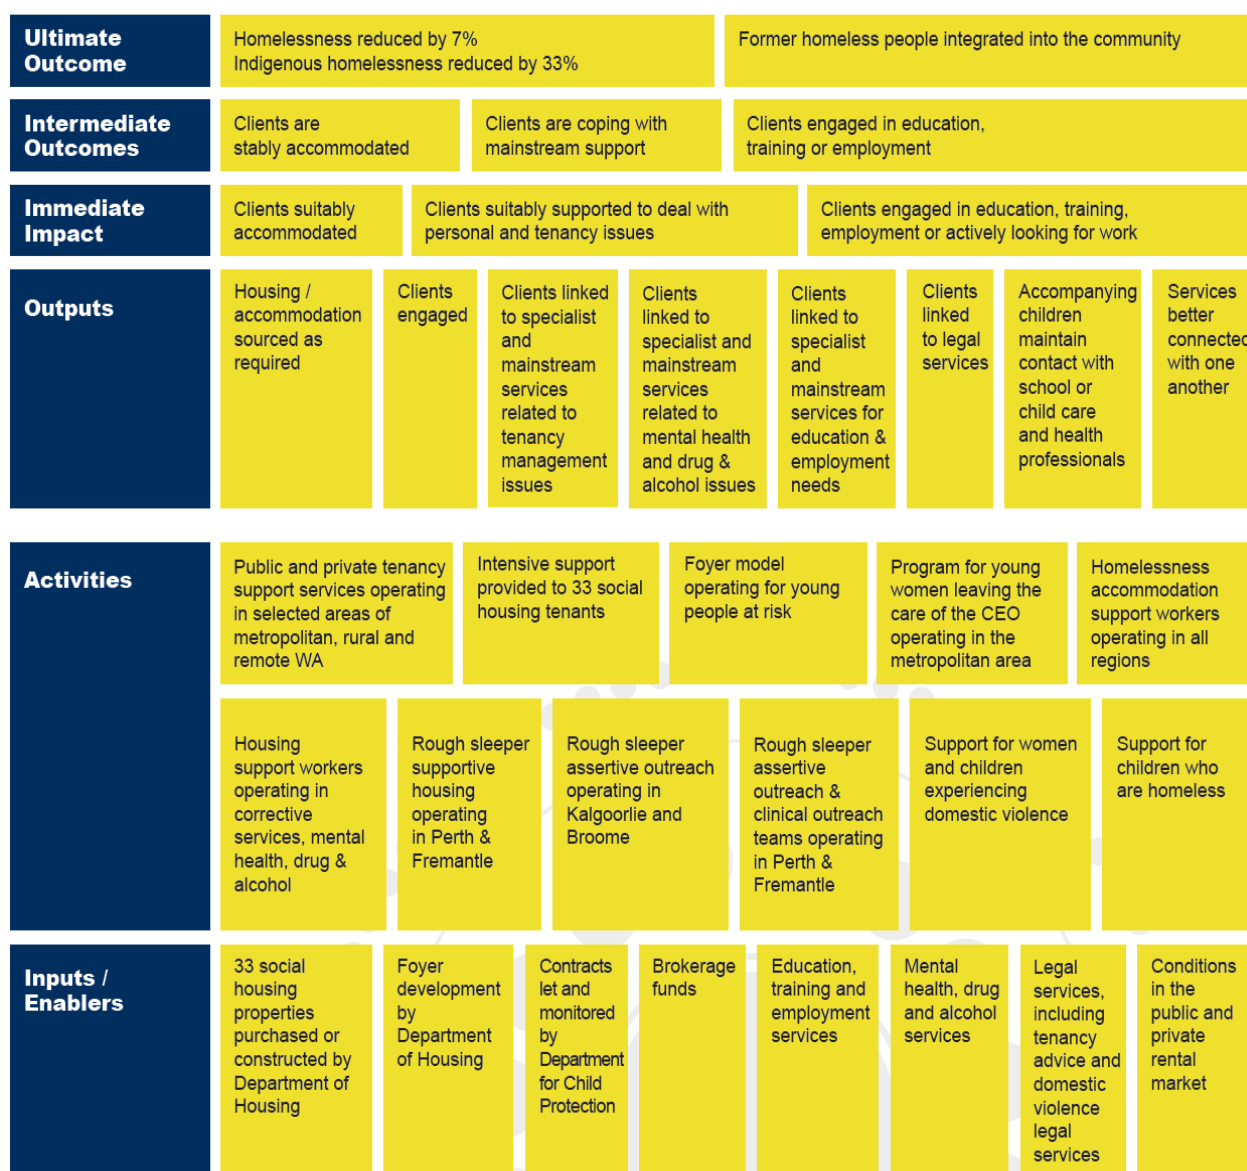 Ultimate
Outcome
Homelessness reduced by 7%
Indigenous homelessness reduced by 33%
Former homeless people integrated into the community
Intermediate
Outcomes
Clients are
stably accommodated
Clients are coping with
mainstream support
Clients engaged in education,
training or employment
Immediate
Impact
Clients suitably
accommodated
Clients suitably supported to deal with
personal and tenancy issues
Clients engaged in education, training,
employment or actively looking for work
Outputs
Housing /
accommodation
sourced as
required
Clients
engaged
Clients linked
to specialist
and
mainstream
services
related to
tenancy
management
issues
Clients
linked to
specialist and
mainstream
services
related to
mental health
and drug &
alcohol issues
Clients
linked to
specialist
and
mainstream
services for
education &
employment
needs
Clients
linked
to legal
services
Accompanying
children
maintain
contact with
school or
child care
and health
professionals
Services
better
connected
with one
another
Activities
Public and private tenancy
support services operating
in selected areas of
metropolitan, rural and
remote WA
Intensive support
provided to 33 social
housing tenants
Foyer model
operating for young
people at risk
Program for young
women leaving the
care of the CEO
operating in the
metropolitan area
Homelessness
accommodation
support workers
operating in all
regions
Housing
support workers
operating in
corrective
services, mental
health, drug &
alcohol
Rough sleeper
supportive
housing
operating
in Perth &
Fremantle
Rough sleeper
assertive outreach
operating in
Kalgoorlie and
Broome
Rough sleeper
assertive
outreach &
clinical outreach
teams operating
in Perth &
Fremantle
Support for women
and children
experiencing
domestic violence
Support for
children who
are homeless
Inputs /
Enablers
33 social
housing
properties
purchased or
constructed by
Department of
Housing
Foyer
development
by
Department
of Housing
Contracts
let and
monitored
by
Department
for Child
Protection
Brokerage
funds
Education,
training and
employment
services
Mental
health, drug
and alcohol
services
Legal
services,
including
tenancy
advice and
domestic
violence
legal
services
Conditions
in the
public and
private
rental
market